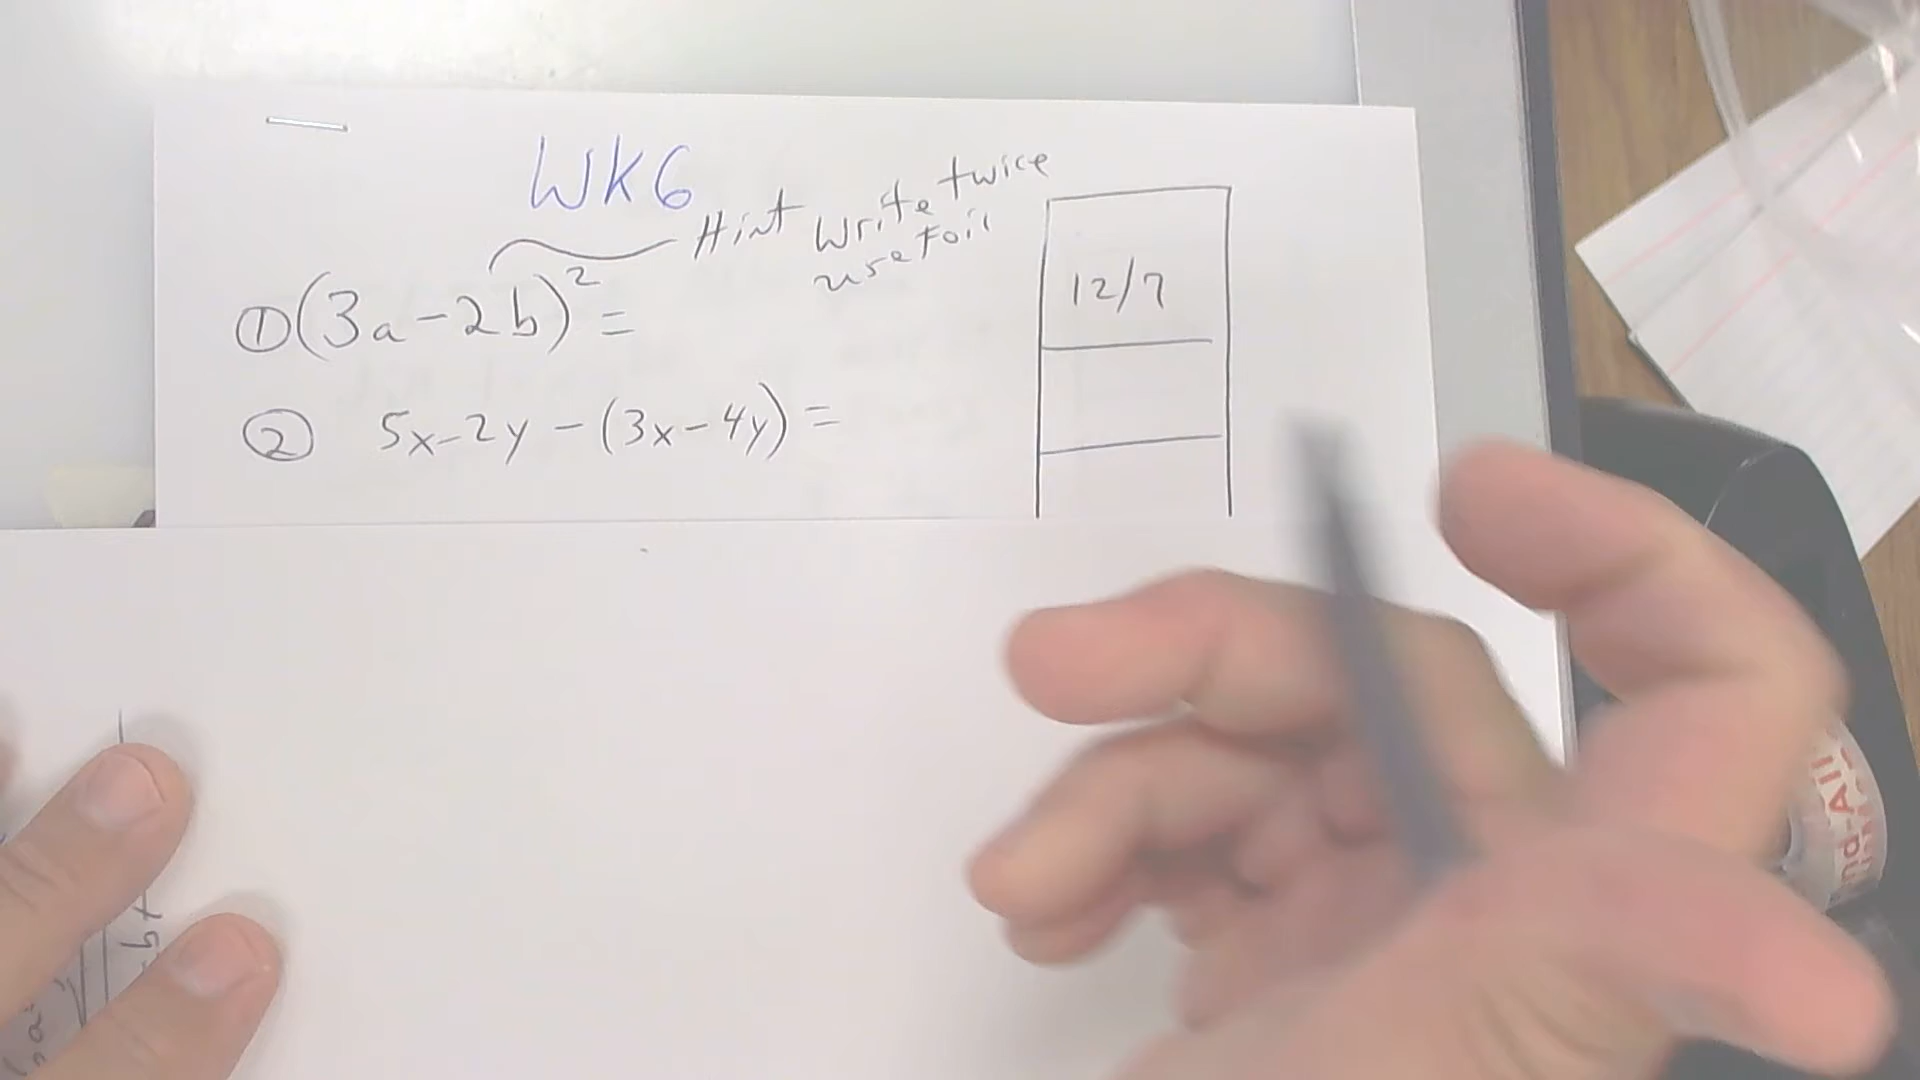 WK6
Hint Write twice
use Foil
① (3a-2b)² =
12/7
② 5x-2y-(3x-4y) =